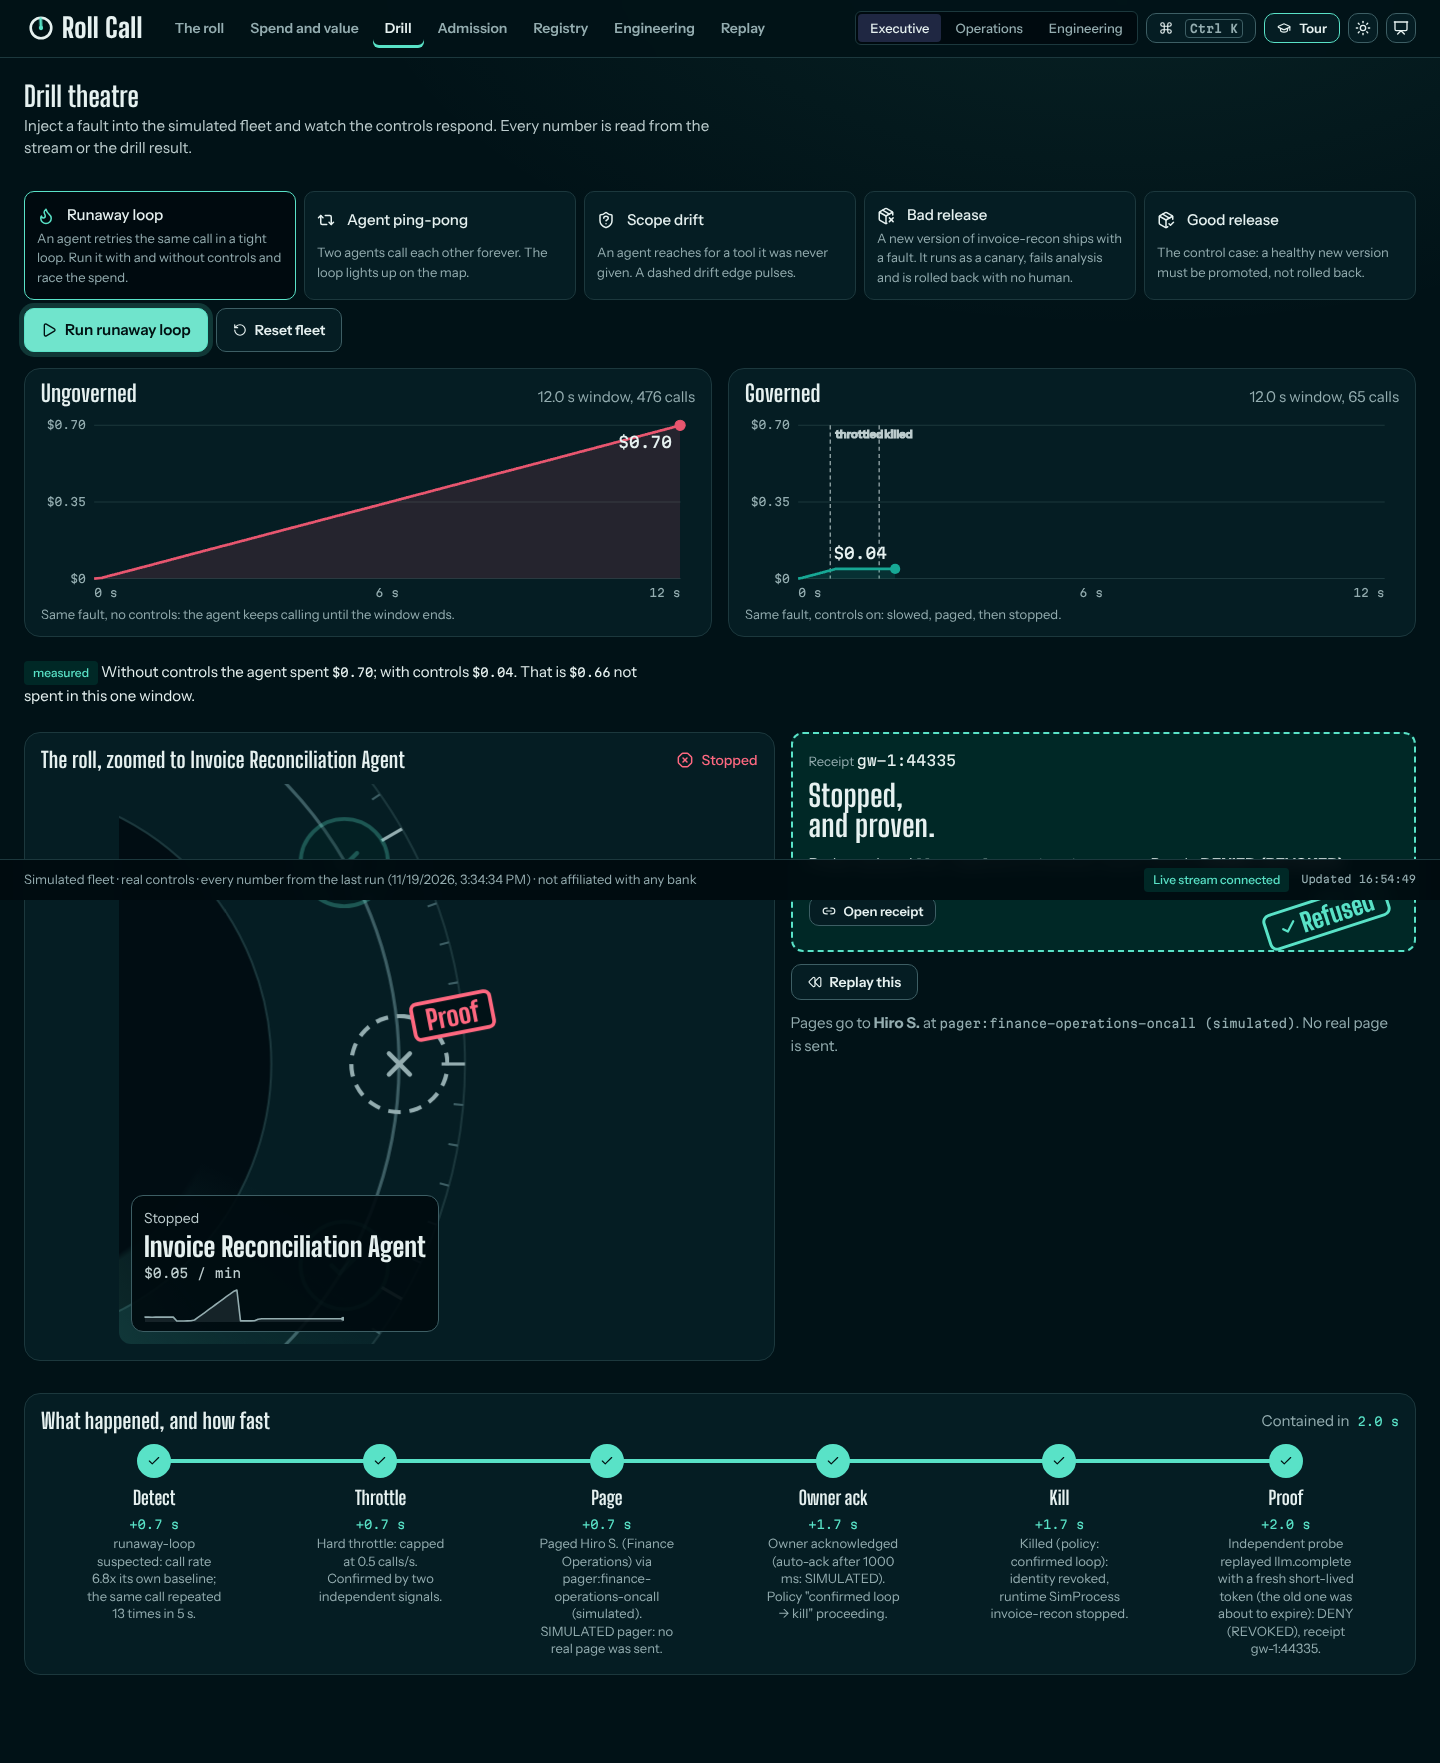 Roll Call
The roll
Spend and value
Drill
Admission
Registry
Engineering
Replay
Executive
Operations
Engineering
⌘ Ctrl K
Tour
Drill theatre
Inject a fault into the simulated fleet and watch the controls respond. Every number is read from the
stream or the drill result.
Runaway loop
An agent retries the same call in a tight
loop. Run it with and without controls and
race the spend.
Agent ping-pong
Two agents call each other forever. The
loop lights up on the map.
Scope drift
An agent reaches for a tool it was never
given. A dashed drift edge pulses.
Bad release
A new version of invoice-recon ships with
a fault. It runs as a canary, fails analysis
and is rolled back with no human.
Good release
The control case: a healthy new version
must be promoted, not rolled back.
Run runaway loop
Reset fleet
Ungoverned
12.0 s window, 476 calls
$0.70
$0.70
$0.35
$0
0 s
6 s
12 s
Same fault, no controls: the agent keeps calling until the window ends.
Governed
12.0 s window, 65 calls
$0.70
throttled
killed
$0.35
$0.04
$0
0 s
6 s
12 s
Same fault, controls on: slowed, paged, then stopped.
measured Without controls the agent spent $0.70; with controls $0.04. That is $0.66 not
spent in this one window.
The roll, zoomed to Invoice Reconciliation Agent
Stopped
Proof
Stopped
Invoice Reconciliation Agent
$0.05 / min
Receipt gw-1:44335
Stopped,
and proven.
Open receipt
Refused
Replay this
Pages go to Hiro S. at pager:finance-operations-oncall (simulated). No real page
is sent.
Simulated fleet · real controls · every number from the last run (11/19/2026, 3:34:34 PM) · not affiliated with any bank
Live stream connected
Updated 16:54:49
What happened, and how fast
Contained in 2.0 s
Detect
+0.7 s
runaway-loop
suspected: call rate
6.8x its own baseline;
the same call repeated
13 times in 5 s.
Throttle
+0.7 s
Hard throttle: capped
at 0.5 calls/s.
Confirmed by two
independent signals.
Page
+0.7 s
Paged Hiro S. (Finance
Operations) via
pager:finance-
operations-oncall
(simulated).
SIMULATED pager: no
real page was sent.
Owner ack
+1.7 s
Owner acknowledged
(auto-ack after 1000
ms: SIMULATED).
Policy "confirmed loop
→ kill" proceeding.
Kill
+1.7 s
Killed (policy:
confirmed loop):
identity revoked,
runtime SimProcess
invoice-recon stopped.
Proof
+2.0 s
Independent probe
replayed llm.complete
with a fresh short-lived
token (the old one was
about to expire): DENY
(REVOKED), receipt
gw-1:44335.